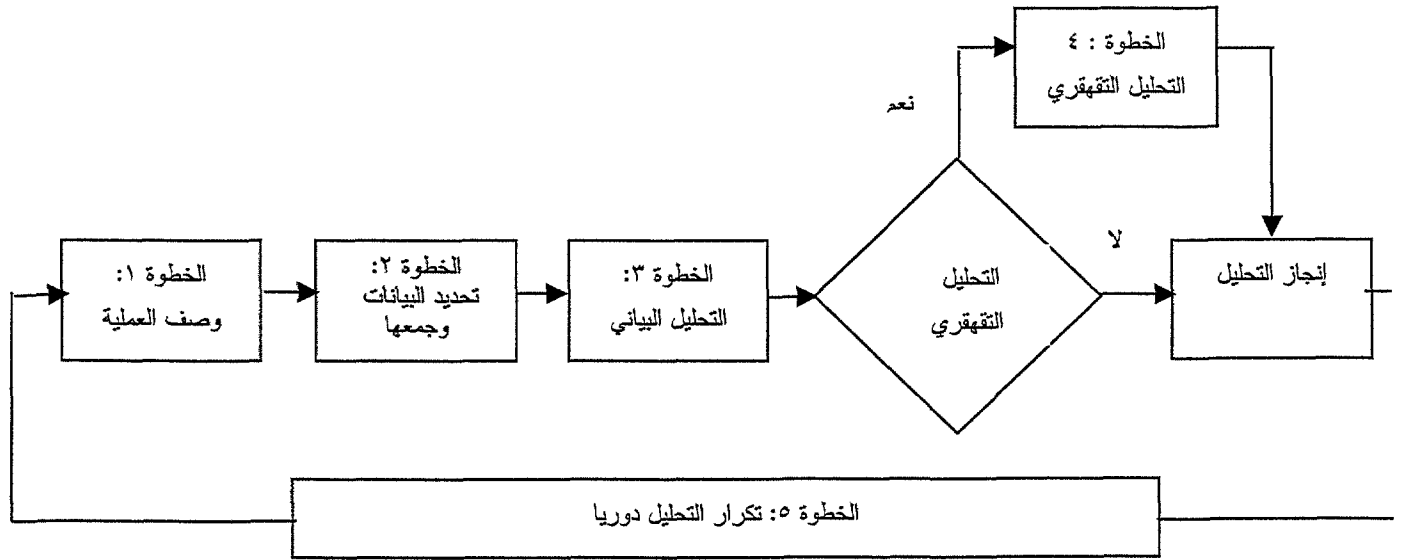 الخطوة : ٤
التحليل التقهقري
نعم
لا
الخطوة ١:
وصف العملية
الخطوة ٢:
تحديد البيانات
وجمعها
الخطوة ٣:
التحليل البياني
التحليل
التقهقري
إنجاز التحليل
الخطوة ٥: تكرار التحليل دوريا